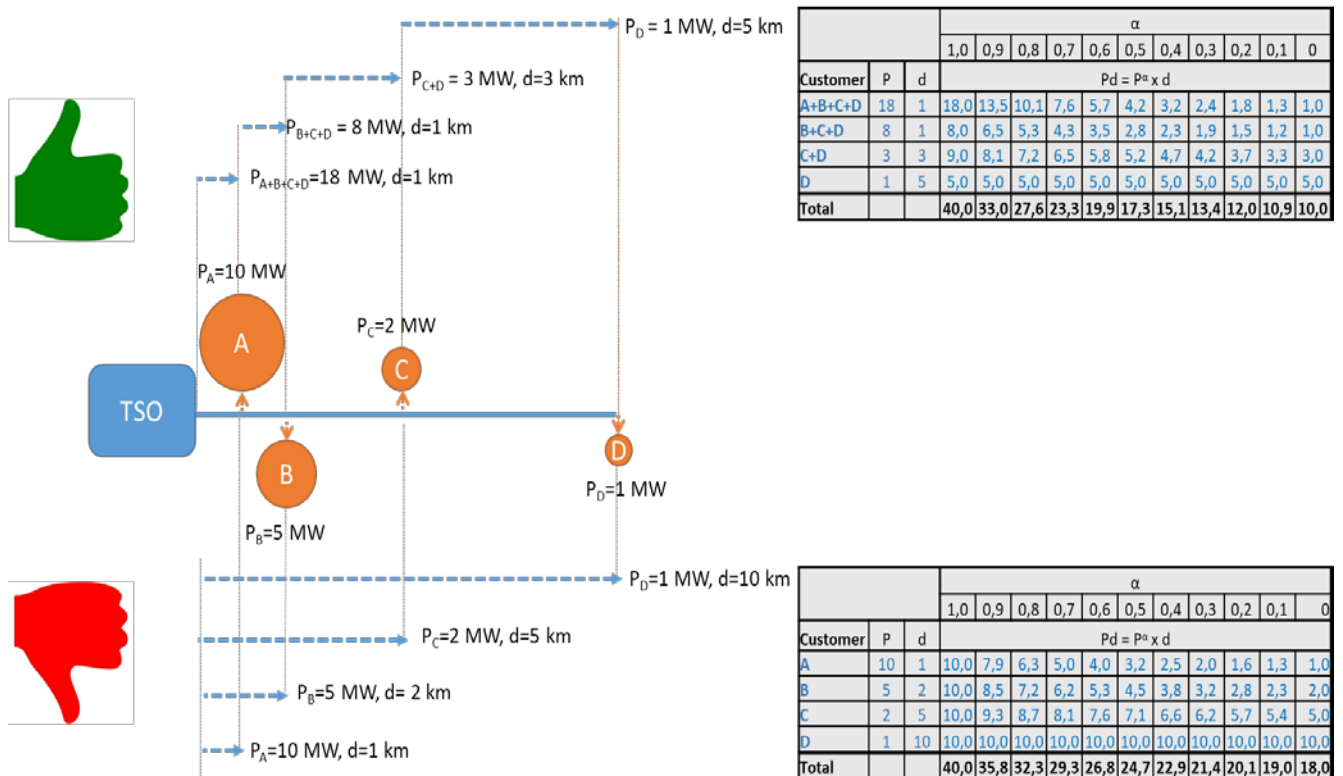 P_D = 1 MW, d=5 km
P_C+D = 3 MW, d=3 km
P_B+C+D = 8 MW, d=1 km
P_A+B+C+D=18 MW, d=1 km
P_A=10 MW
A
P_C=2 MW
C
TSO
B
D
P_D=1 MW
P_B=5 MW
P_D=1 MW, d=10 km
P_C=2 MW, d=5 km
P_B=5 MW, d= 2 km
P_A=10 MW, d=1 km
α
1,0 0,9 0,8 0,7 0,6 0,5 0,4 0,3 0,2 0,1 0
Customer P d Pd = Pᵅ x d
A+B+C+D 18 1 18,0 13,5 10,1 7,6 5,7 4,2 3,2 2,4 1,8 1,3 1,0
B+C+D 8 1 8,0 6,5 5,3 4,3 3,5 2,8 2,3 1,9 1,5 1,2 1,0
C+D 3 3 9,0 8,1 7,2 6,5 5,8 5,2 4,7 4,2 3,7 3,3 3,0
D 1 5 5,0 5,0 5,0 5,0 5,0 5,0 5,0 5,0 5,0 5,0 5,0
Total 40,0 33,0 27,6 23,3 19,9 17,3 15,1 13,4 12,0 10,9 10,0
α
1,0 0,9 0,8 0,7 0,6 0,5 0,4 0,3 0,2 0,1 0
Customer P d Pd = Pᵅ x d
A 10 1 10,0 7,9 6,3 5,0 4,0 3,2 2,5 2,0 1,6 1,3 1,0
B 5 2 10,0 8,5 7,2 6,2 5,3 4,5 3,8 3,2 2,8 2,3 2,0
C 2 5 10,0 9,3 8,7 8,1 7,6 7,1 6,6 6,2 5,7 5,4 5,0
D 1 10 10,0 10,0 10,0 10,0 10,0 10,0 10,0 10,0 10,0 10,0 10,0
Total 40,0 35,8 32,3 29,3 26,8 24,7 22,9 21,4 20,1 19,0 18,0